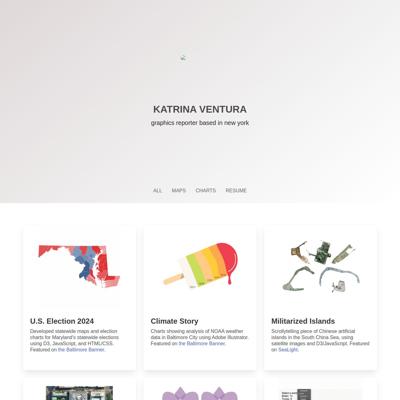 KATRINA VENTURA
graphics reporter based in new york
ALL MAPS CHARTS RESUME
U.S. Election 2024
Developed statewide maps and election
charts for Maryland's statewide elections
using D3, JavaScript, and HTML/CSS.
Featured on the Baltimore Banner.
Climate Story
Charts showing analysis of NOAA weather
data in Baltimore City using Adobe Illustrator.
Featured on the Baltimore Banner.
Militarized Islands
Scrollytelling piece of Chinese artificial
islands in the South China Sea, using
satellite images and D3/JavaScript. Featured
on SeaLight.